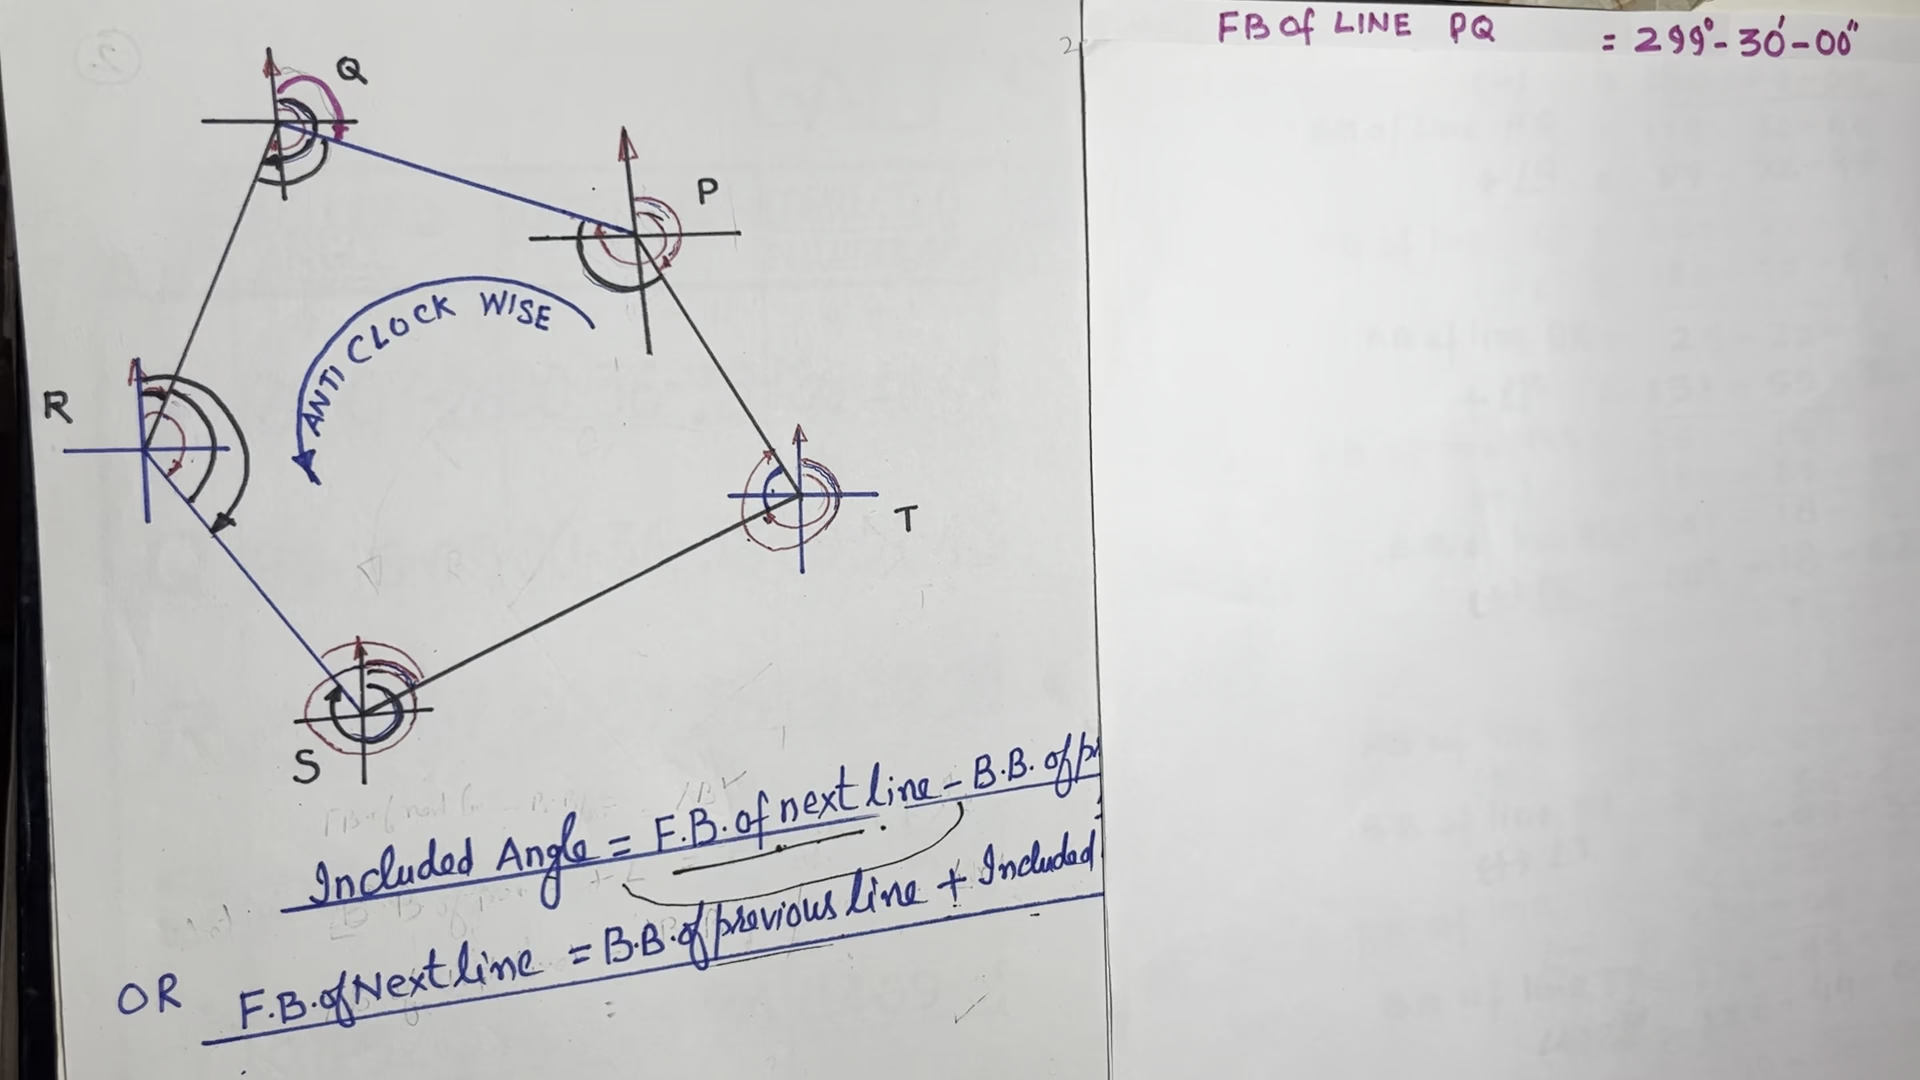 FB of LINE PQ = 299°-30'-00"
Q
P
ANTI CLOCK WISE
R
T
S
Included Angle = F.B. of next line - B.B. of
OR F.B. of Next line = B.B. of previous line + Included